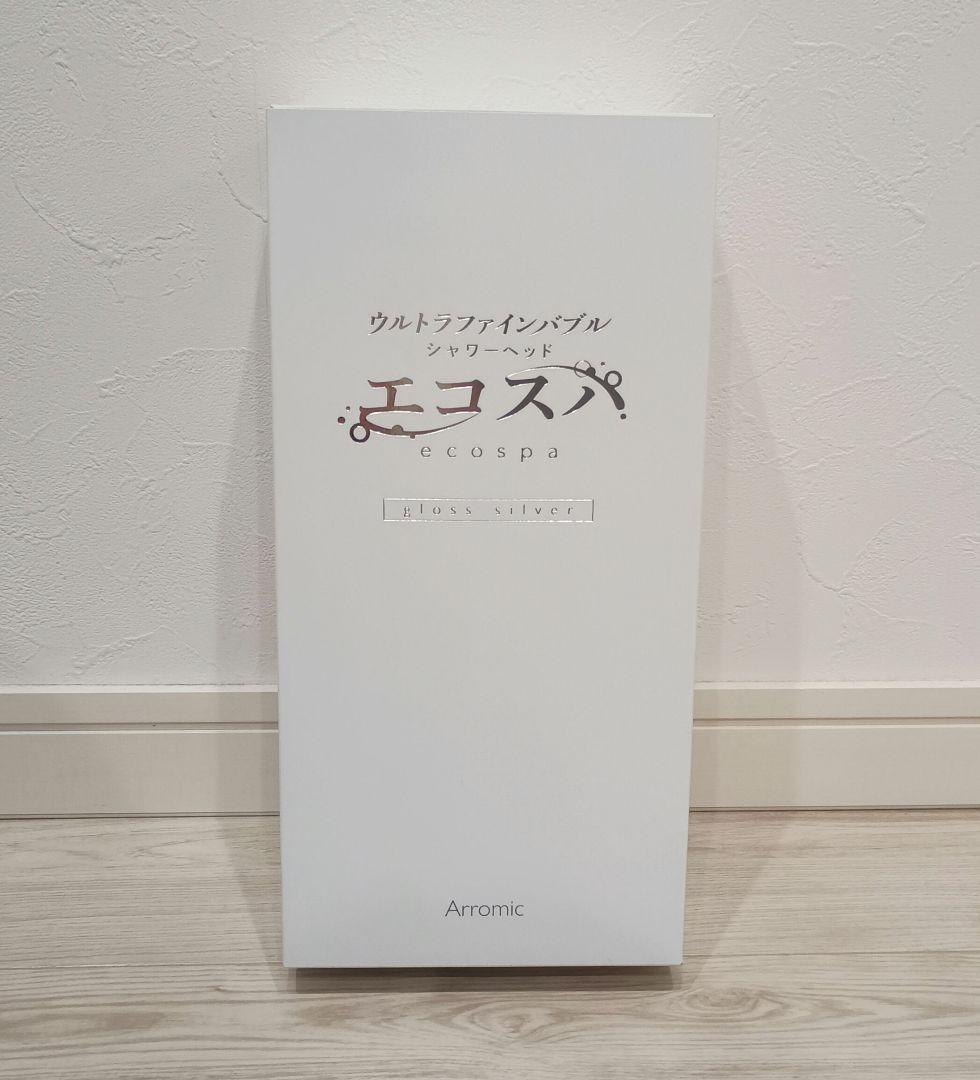 ウルトラファインバブル
シャワーヘッド
エコスパ
ecospa
gloss silver
Arromic